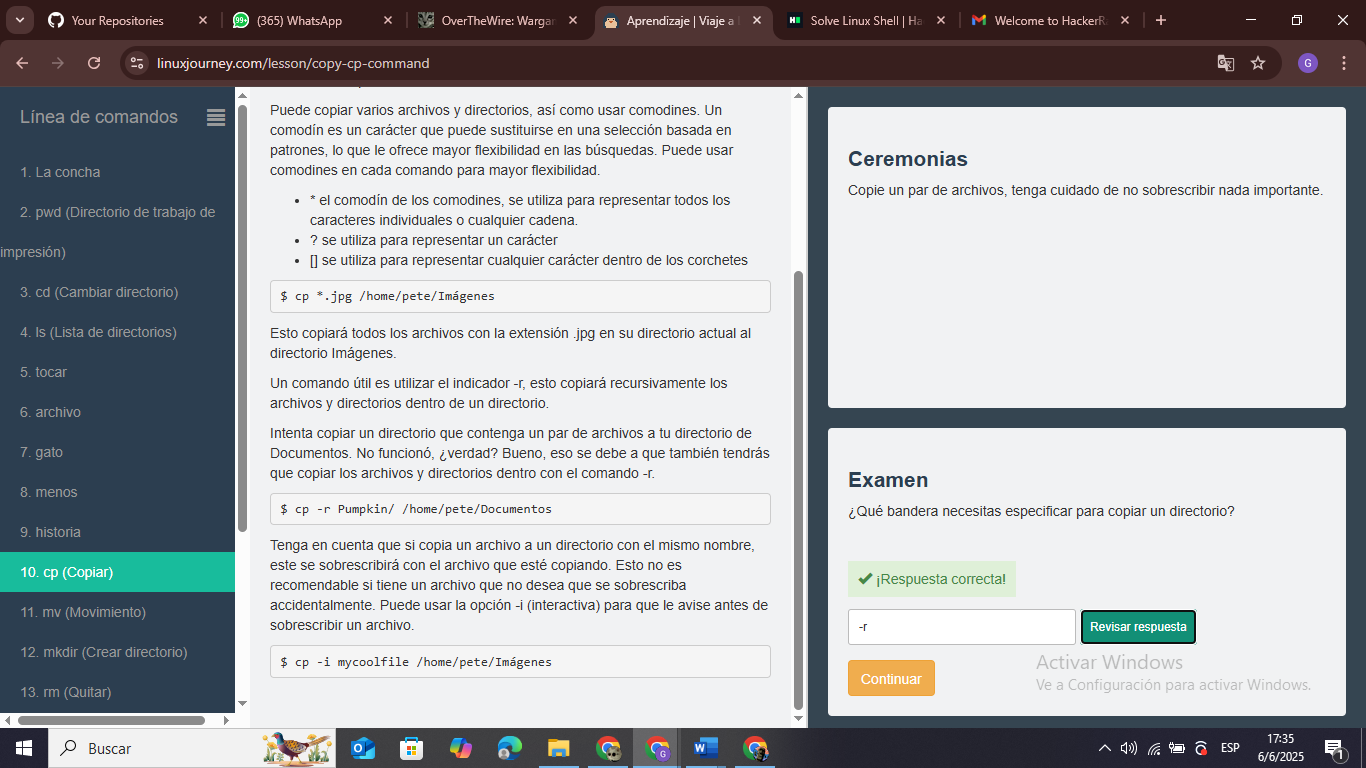 Your Repositories
(365) WhatsApp
OverTheWire: Wargar
Aprendizaje | Viaje a
Solve Linux Shell | Ha
Welcome to HackerRa
99+
linuxjourney.com/lesson/copy-cp-command
G
Línea de comandos
1. La concha
2. pwd (Directorio de trabajo de
impresión)
3. cd (Cambiar directorio)
4. ls (Lista de directorios)
5. tocar
6. archivo
7. gato
8. menos
9. historia
10. cp (Copiar)
11. mv (Movimiento)
12. mkdir (Crear directorio)
13. rm (Quitar)
Puede copiar varios archivos y directorios, así como usar comodines. Un
comodín es un carácter que puede sustituirse en una selección basada en
patrones, lo que le ofrece mayor flexibilidad en las búsquedas. Puede usar
comodines en cada comando para mayor flexibilidad.
• * el comodín de los comodines, se utiliza para representar todos los
caracteres individuales o cualquier cadena.
• ? se utiliza para representar un carácter
• [] se utiliza para representar cualquier carácter dentro de los corchetes
$ cp *.jpg /home/pete/Imágenes
Esto copiará todos los archivos con la extensión .jpg en su directorio actual al
directorio Imágenes.
Un comando útil es utilizar el indicador -r, esto copiará recursivamente los
archivos y directorios dentro de un directorio.
Intenta copiar un directorio que contenga un par de archivos a tu directorio de
Documentos. No funcionó, ¿verdad? Bueno, eso se debe a que también tendrás
que copiar los archivos y directorios dentro con el comando -r.
$ cp -r Pumpkin/ /home/pete/Documentos
Tenga en cuenta que si copia un archivo a un directorio con el mismo nombre,
este se sobrescribirá con el archivo que esté copiando. Esto no es
recomendable si tiene un archivo que no desea que se sobrescriba
accidentalmente. Puede usar la opción -i (interactiva) para que le avise antes de
sobrescribir un archivo.
$ cp -i mycoolfile /home/pete/Imágenes
Ceremonias
Copie un par de archivos, tenga cuidado de no sobrescribir nada importante.
Examen
¿Qué bandera necesitas especificar para copiar un directorio?
¡Respuesta correcta!
-r
Revisar respuesta
Continuar
Activar Windows
Ve a Configuración para activar Windows.
Buscar
ESP
17:35
6/6/2025
1